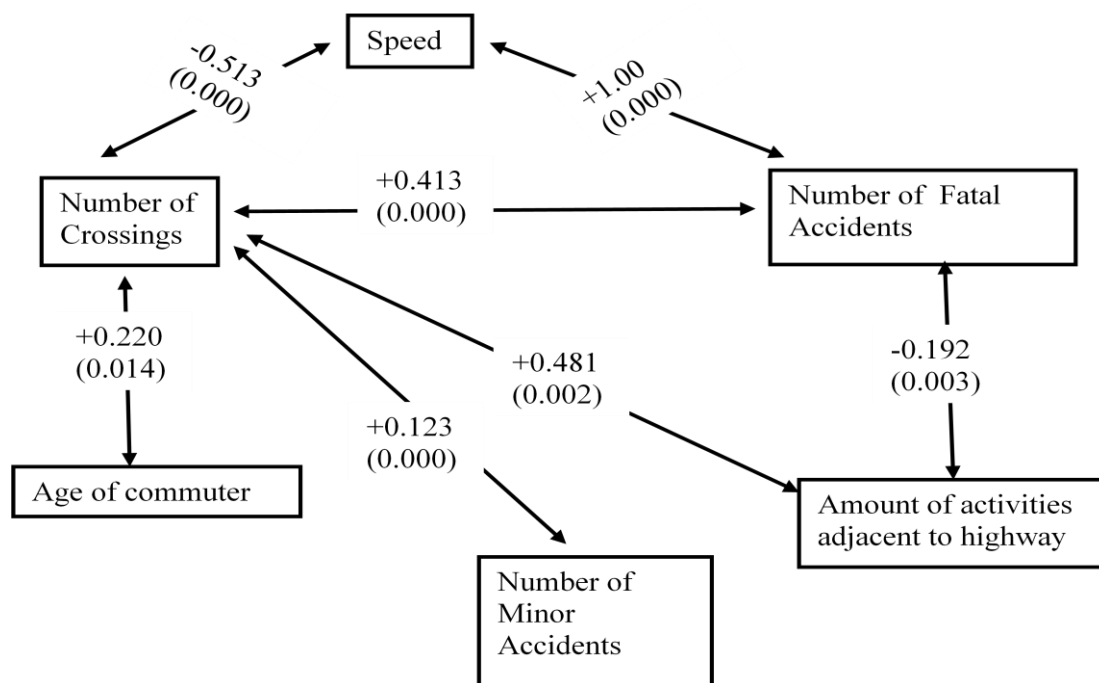 Speed
-0.513
(0.000)
+1.00
(0.000)
Number of
Crossings
+0.413
(0.000)
Number of Fatal
Accidents
+0.220
(0.014)
+0.481
(0.002)
-0.192
(0.003)
+0.123
(0.000)
Age of commuter
Amount of activities
adjacent to highway
Number of
Minor
Accidents